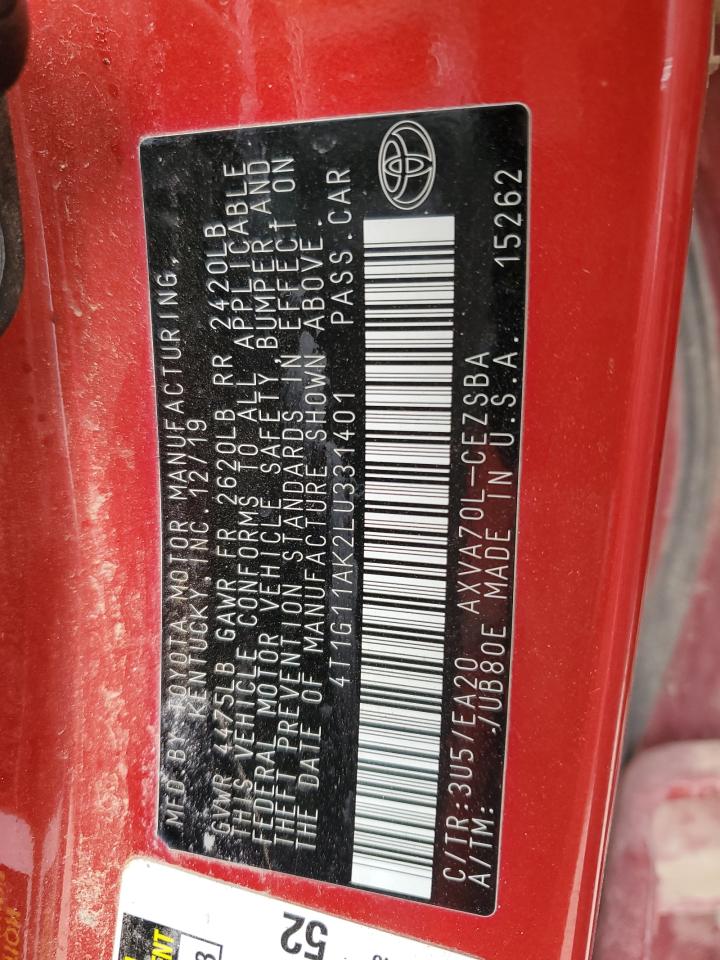 MFD BY: TOYOTA MOTOR MANUFACTURING,
KENTUCKY, INC. 12/19
GVWR 4475LB GAWR FR 2620LB RR 2420LB
THIS VEHICLE CONFORMS TO ALL APPLICABLE
FEDERAL MOTOR VEHICLE SAFETY, BUMPER, AND
THEFT PREVENTION STANDARDS IN EFFECT ON
THE DATE OF MANUFACTURE SHOWN ABOVE.
4T1G11AK2LU331401 PASS.CAR
C/TR:3U5/EA20 AXVA70L-CEZSBA
A/TM: /UB80E MADE IN U.S.A. 15262
52